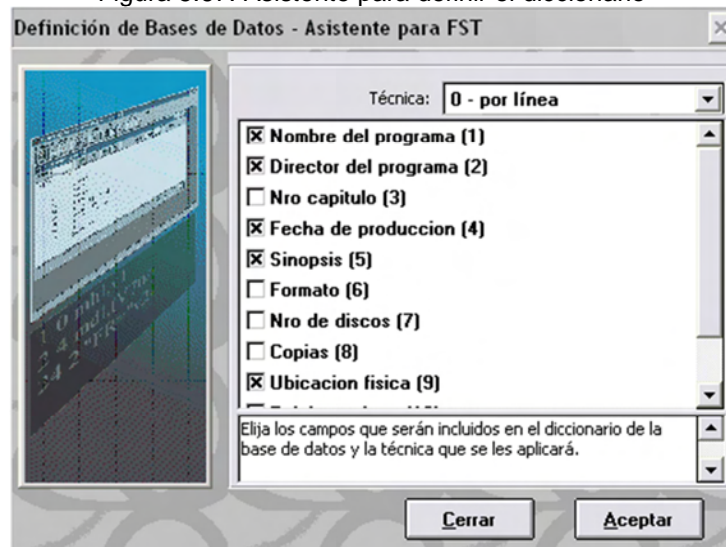 Definición de Bases de Datos - Asistente para FST
Técnica: 0 - por línea
Nombre del programa (1)
Director del programa (2)
Nro capitulo (3)
Fecha de produccion (4)
Sinopsis (5)
Formato (6)
Nro de discos (7)
Copias (8)
Ubicacion fisica (9)
Elija los campos que serán incluidos en el diccionario de la
base de datos y la técnica que se les aplicará.
Cerrar Aceptar